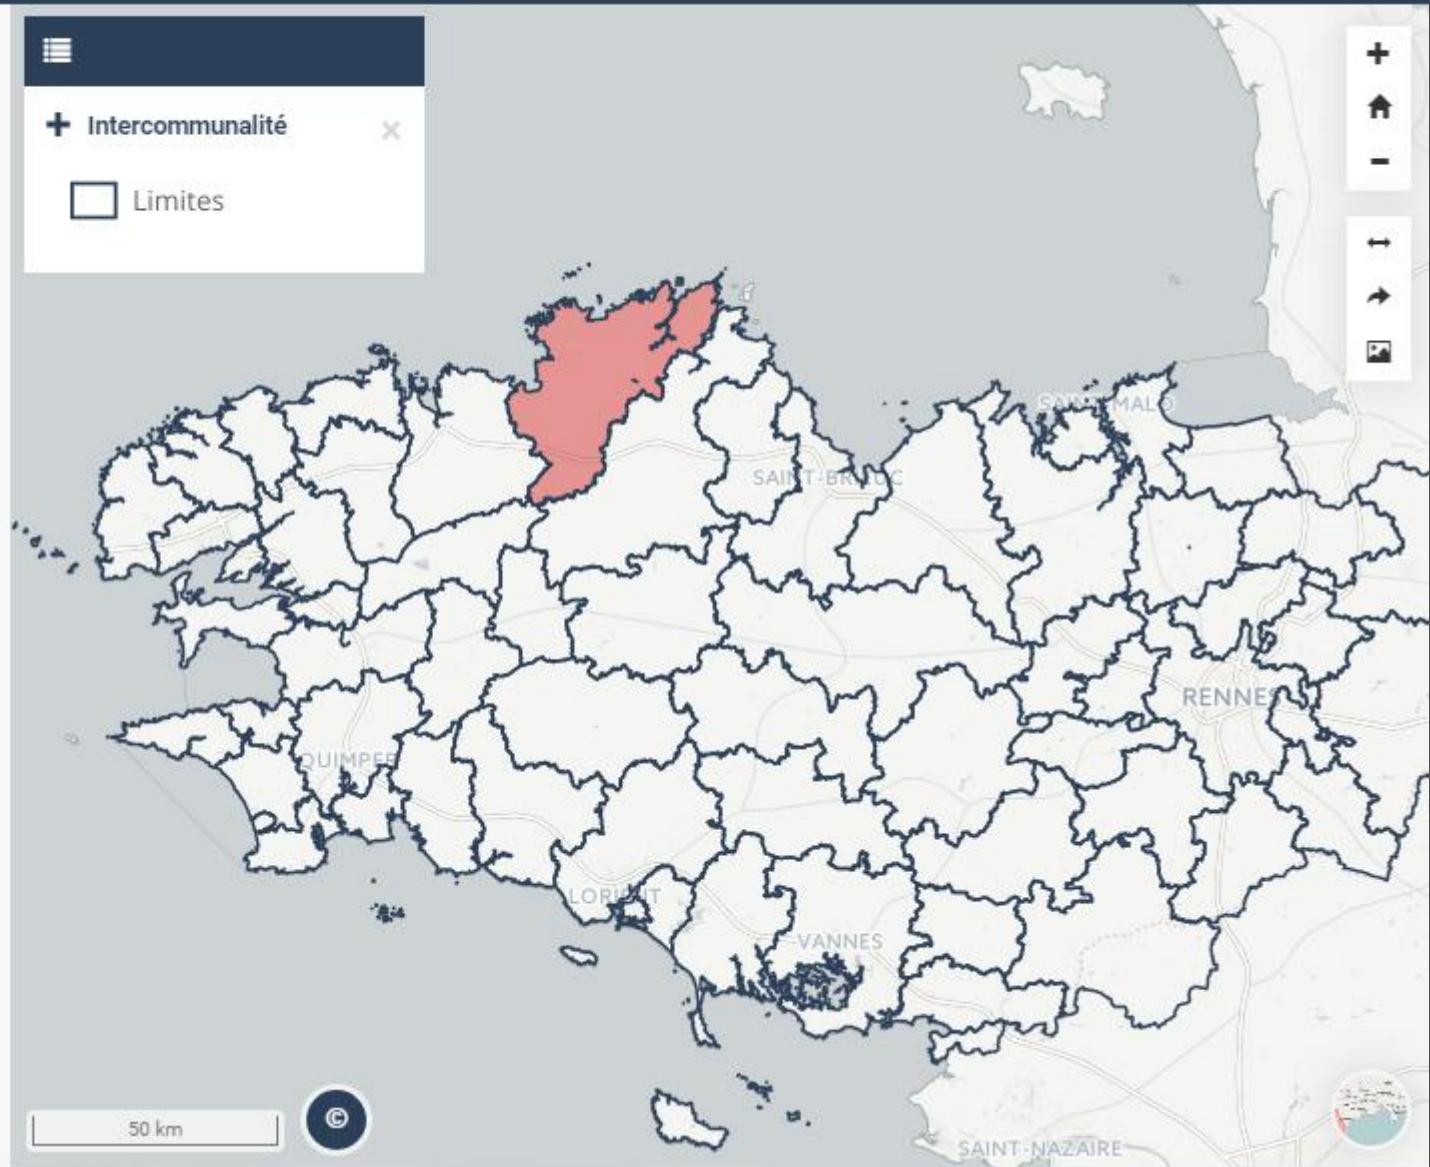 Intercommunalité
Limites
SAINT-MALO
SAINT-BRIEUC
RENNES
QUIMPER
LORIENT
VANNES
50 km
©
SAINT-NAZAIRE